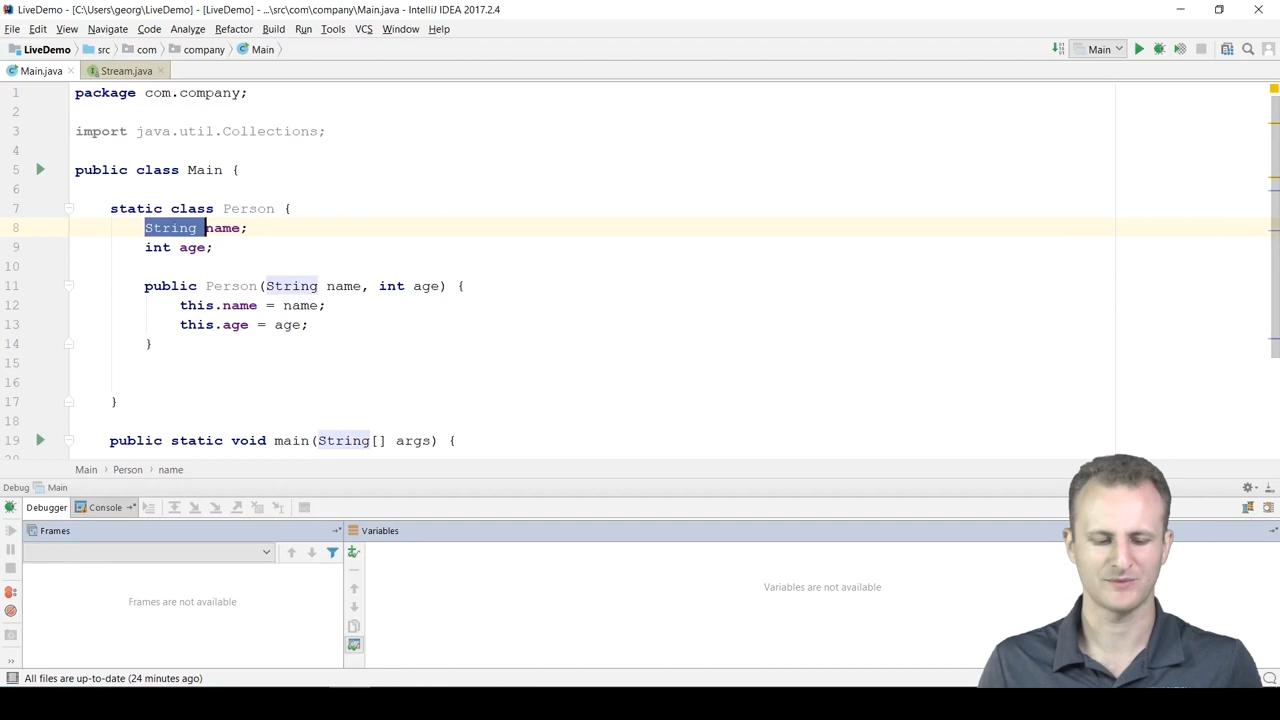 LiveDemo - [C:\Users\georg\LiveDemo] - [LiveDemo] - ...\src\com\company\Main.java - IntelliJ IDEA 2017.2.4
File Edit View Navigate Code Analyze Refactor Build Run Tools VCS Window Help
LiveDemo src com company Main Main
Main.java Stream.java
1 package com.company;
2
3 import java.util.Collections;
4
5 public class Main {
6
7 static class Person {
8 String name;
9 int age;
10
11 public Person(String name, int age) {
12 this.name = name;
13 this.age = age;
14 }
15
16
17 }
18
19 public static void main(String[] args) {
Main Person name
Debug Main
Debugger Console
Frames Variables
Frames are not available
Variables are not available
All files are up-to-date (24 minutes ago)